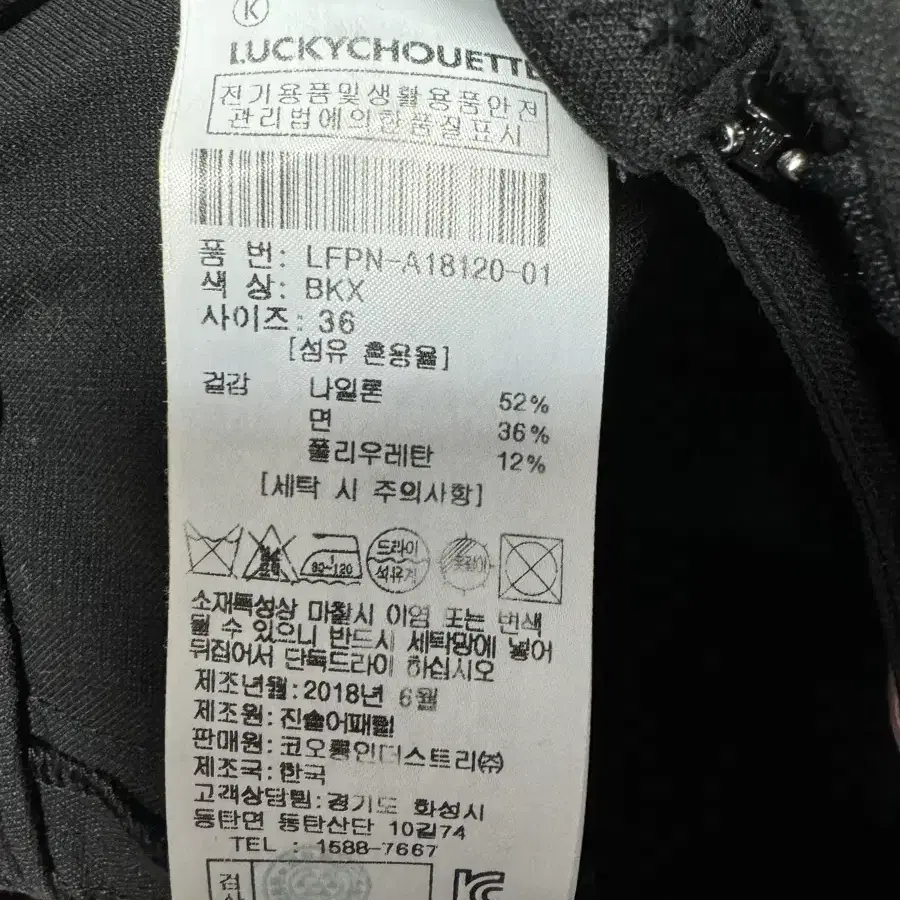 K
LUCKYCHOUETTE
전기용품및생활용품안전
관리법에의한품질표시
품 번: LFPN-A18120-01
색 상: BKX
사이즈: 36
[섬유 혼용율]
겉감 나일론 52%
면 36%
폴리우레탄 12%
[세탁 시 주의사항]
1 80~120 드라이 석유계 옷걸이
소재특성상 마찰시 이염 또는 변색
될 수 있으니 반드시 세탁망에 넣어
뒤집어서 단독드라이 하십시오
제조년월:2018년 6월
제조원:진솔어패럴
판매원:코오롱인더스트리㈜
제조국:한국
고객상담팀:경기도 화성시
동탄면 동탄산단 10길74
TEL : 1588-7667
검